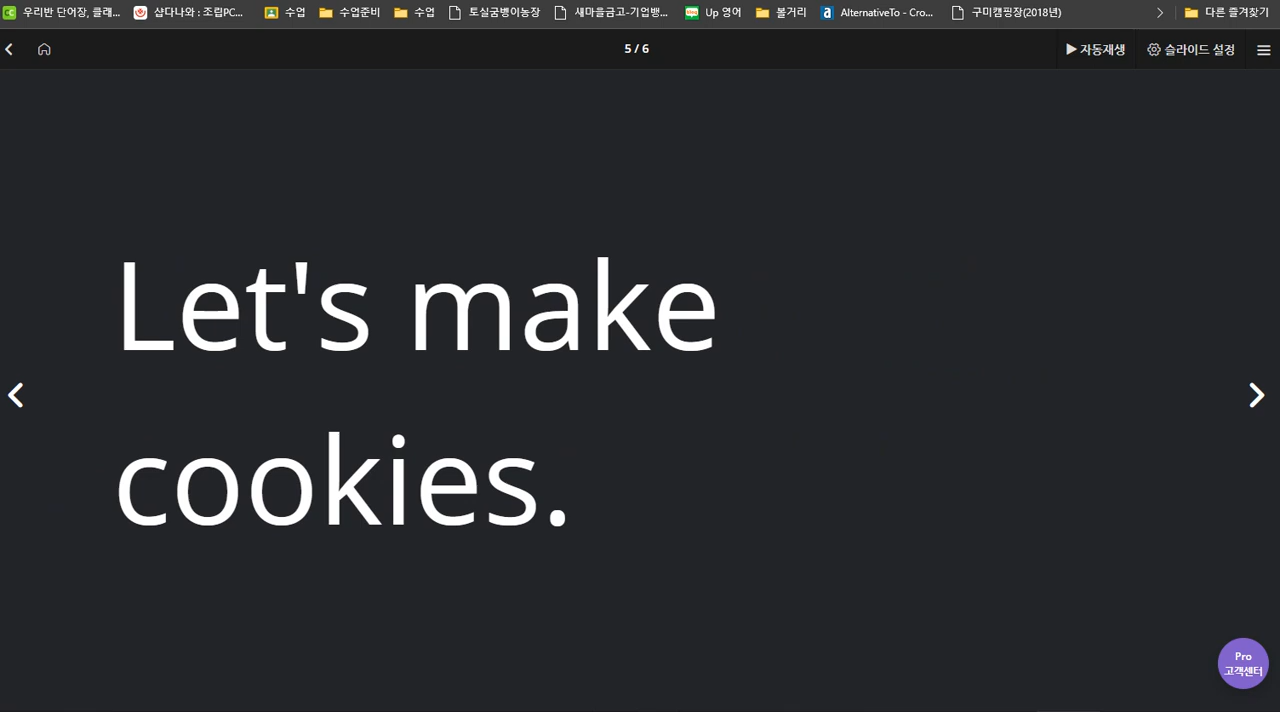 우리반 단어장, 클래...
샵다나와 : 조립PC...
수업
수업준비
수업
토실굼벵이농장
새마을금고-기업뱅...
Up 영어
볼거리
AlternativeTo - Cro...
구미캠핑장(2018년)
다른 즐겨찾기
5 / 6
자동재생
슬라이드 설정
Let's make
cookies.
Pro
고객센터